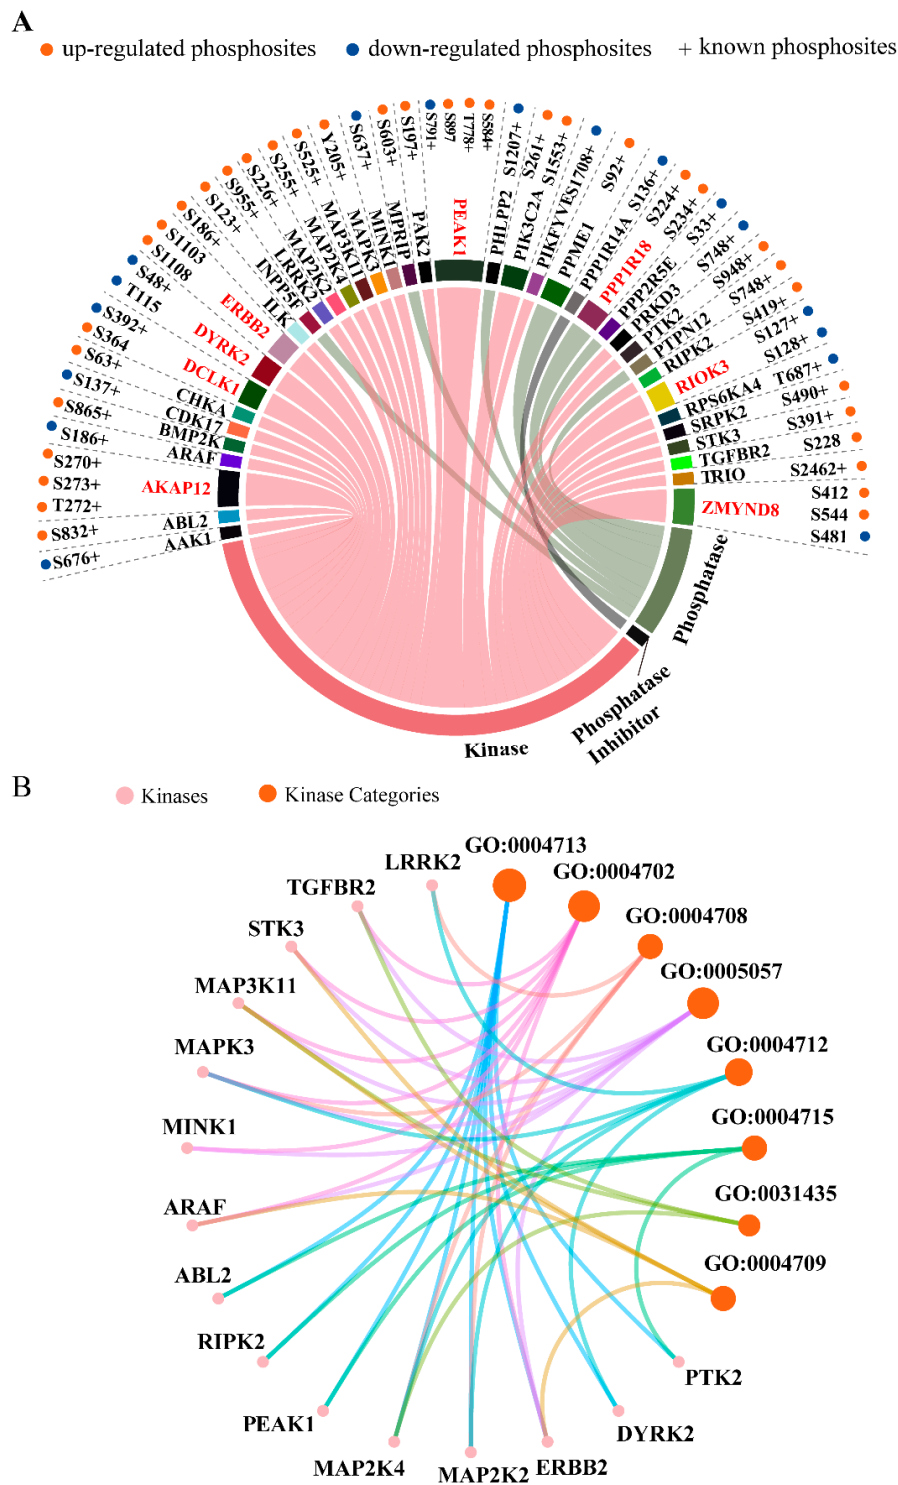 A
up-regulated phosphosites
down-regulated phosphosites
+ known phosphosites
S676+
S832+
T272+
S273+
S270+
S186+
S865+
S137+
S63+
S364
S392+
T115
S48+
S1108
S1103
S186+
S123+
S955+
S226+
S255+
S525+
Y205+
S637+
S603+
S197+
S791+
S897
T778+
S584+
S1207+
S261+
S1553+
S1708+
S92+
S136+
S224+
S234+
S33+
S748+
S948+
S748+
S419+
S127+
S128+
T687+
S490+
S391+
S228
S2462+
S412
S544
S481
AAK1
ABL2
AKAP12
ARAF
BMP2K
CDK17
CHKA
DCLK1
DYRK2
ERBB2
ILK
INPP5F
LRRK2
MAP2K2
MAP2K4
MAP3K11
MAPK3
MINK1
MPRIP
PAK2
PEAK1
PHLPP2
PIK3C2A
PIKFYVE
PPME1
PPP1R14A
PPP1R18
PPP2R5E
PRKD3
PTK2
PTPN12
RIPK2
RIOK3
RPS6KA4
SRPK2
STK3
TGFBR2
TRIO
ZMYND8
Phosphatase
Phosphatase
Inhibitor
Kinase
B
Kinases
Kinase Categories
GO:0004713
GO:0004702
GO:0004708
GO:0005057
GO:0004712
GO:0004715
GO:0031435
GO:0004709
PTK2
DYRK2
ERBB2
MAP2K2
MAP2K4
PEAK1
RIPK2
ABL2
ARAF
MINK1
MAPK3
MAP3K11
STK3
TGFBR2
LRRK2